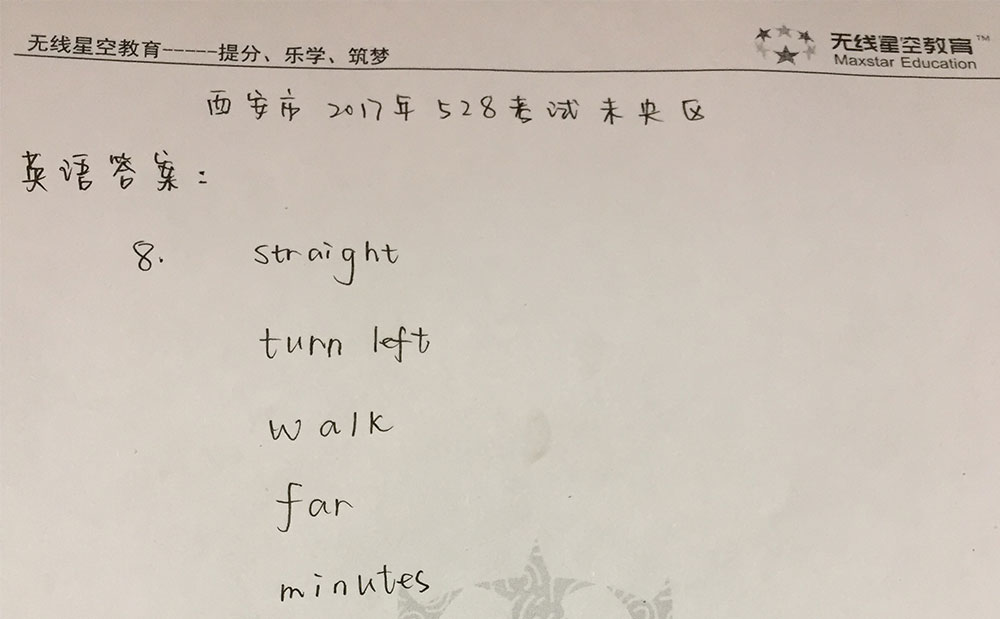 无线星空教育-----提分、乐学、筑梦
无线星空教育™
Maxstar Education
西安市 2017年 528考试 未央区
英语答案：
8. straight
turn left
walk
far
minutes